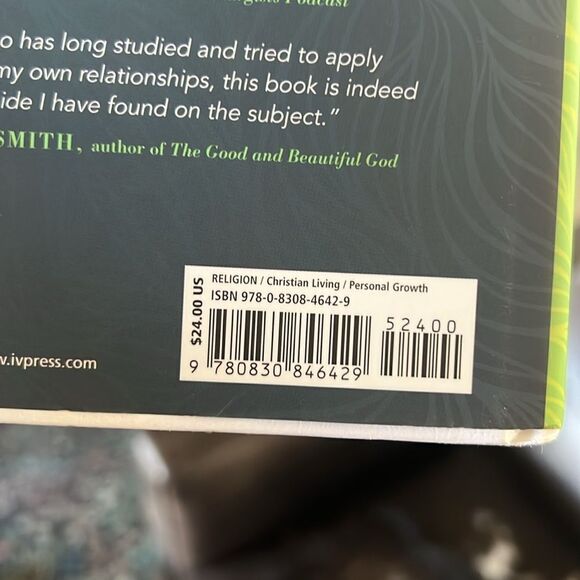 Podcast
o has long studied and tried to apply
my own relationships, this book is indeed
ide I have found on the subject."
SMITH, author of The Good and Beautiful God
RELIGION / Christian Living / Personal Growth
ISBN 978-0-8308-4642-9
$24.00 US
52400
9 780830 846429
.ivpress.com